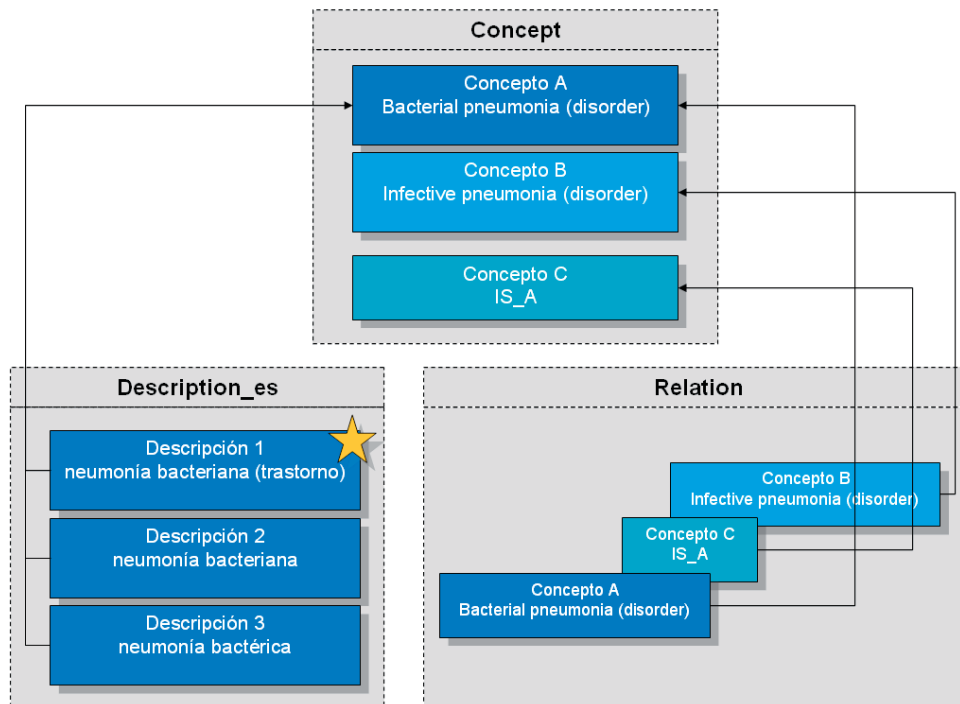 Concept
Concepto A
Bacterial pneumonia (disorder)
Concepto B
Infective pneumonia (disorder)
Concepto C
IS_A
Description_es
Descripción 1
neumonía bacteriana (trastorno)
Descripción 2
neumonía bacteriana
Descripción 3
neumonía bactérica
Relation
Concepto B
Infective pneumonia (disorder)
Concepto C
IS_A
Concepto A
Bacterial pneumonia (disorder)